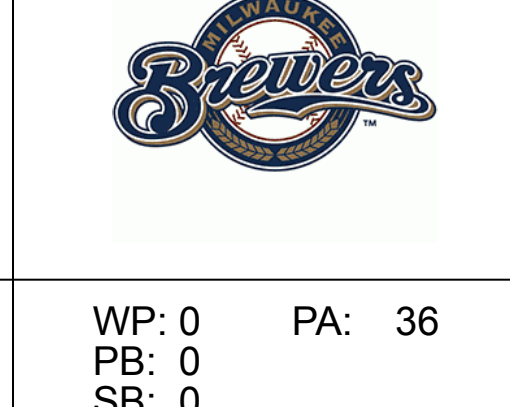 MILWAUKEE
Brewers
TM
WP: 0 PA: 36
PB: 0
SB: 0